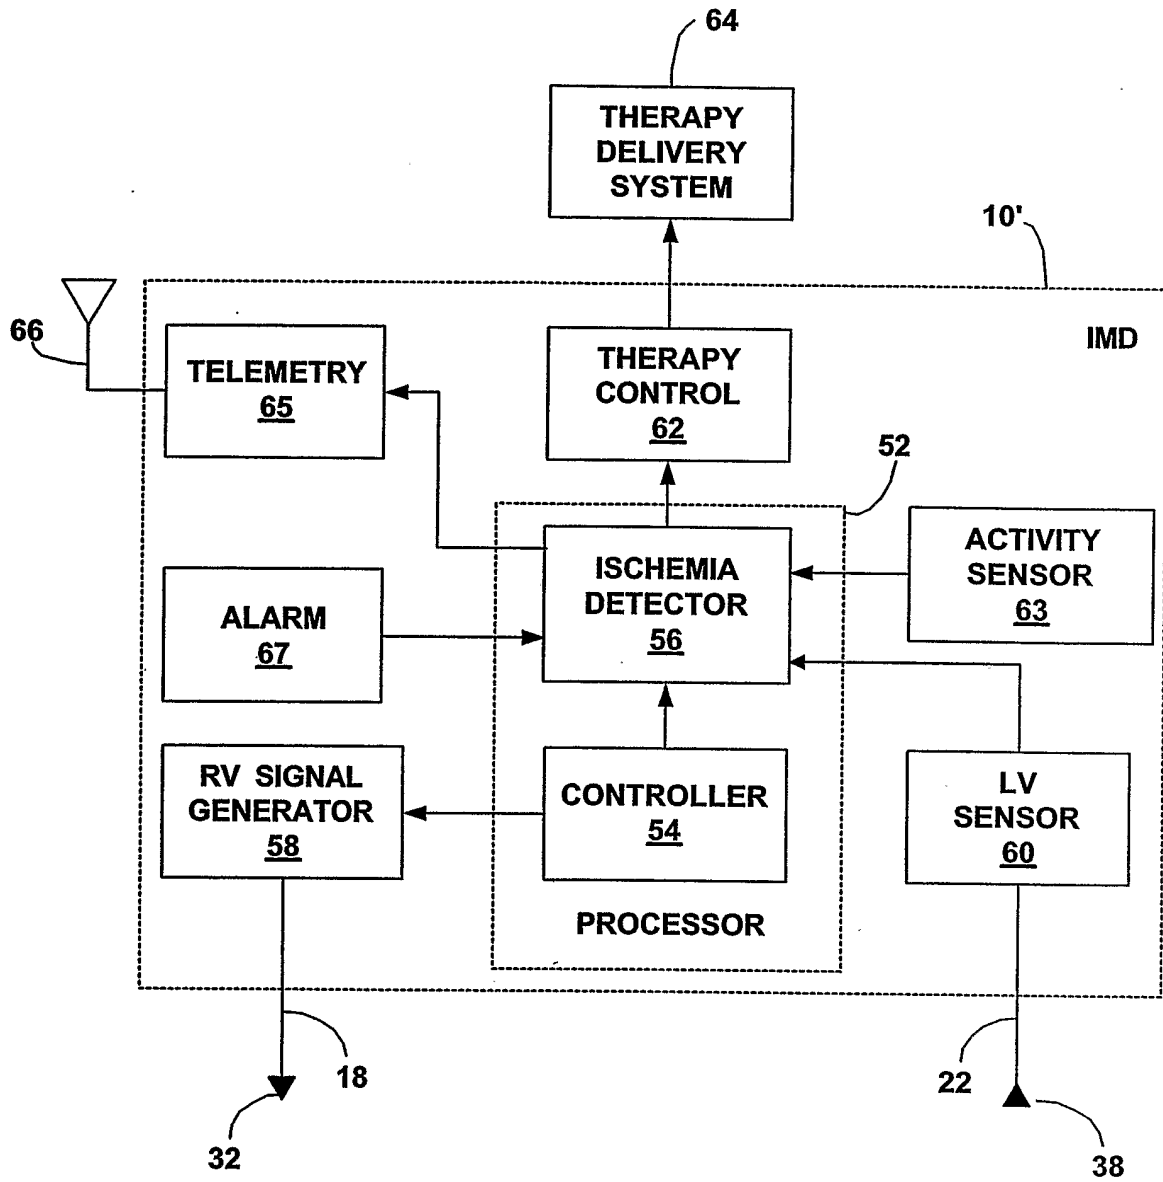 64
THERAPY
DELIVERY
SYSTEM
10'
66
IMD
TELEMETRY
65
THERAPY
CONTROL
62
52
ACTIVITY
SENSOR
63
ISCHEMIA
DETECTOR
56
ALARM
67
RV SIGNAL
GENERATOR
58
CONTROLLER
54
LV
SENSOR
60
PROCESSOR
18
22
32
38